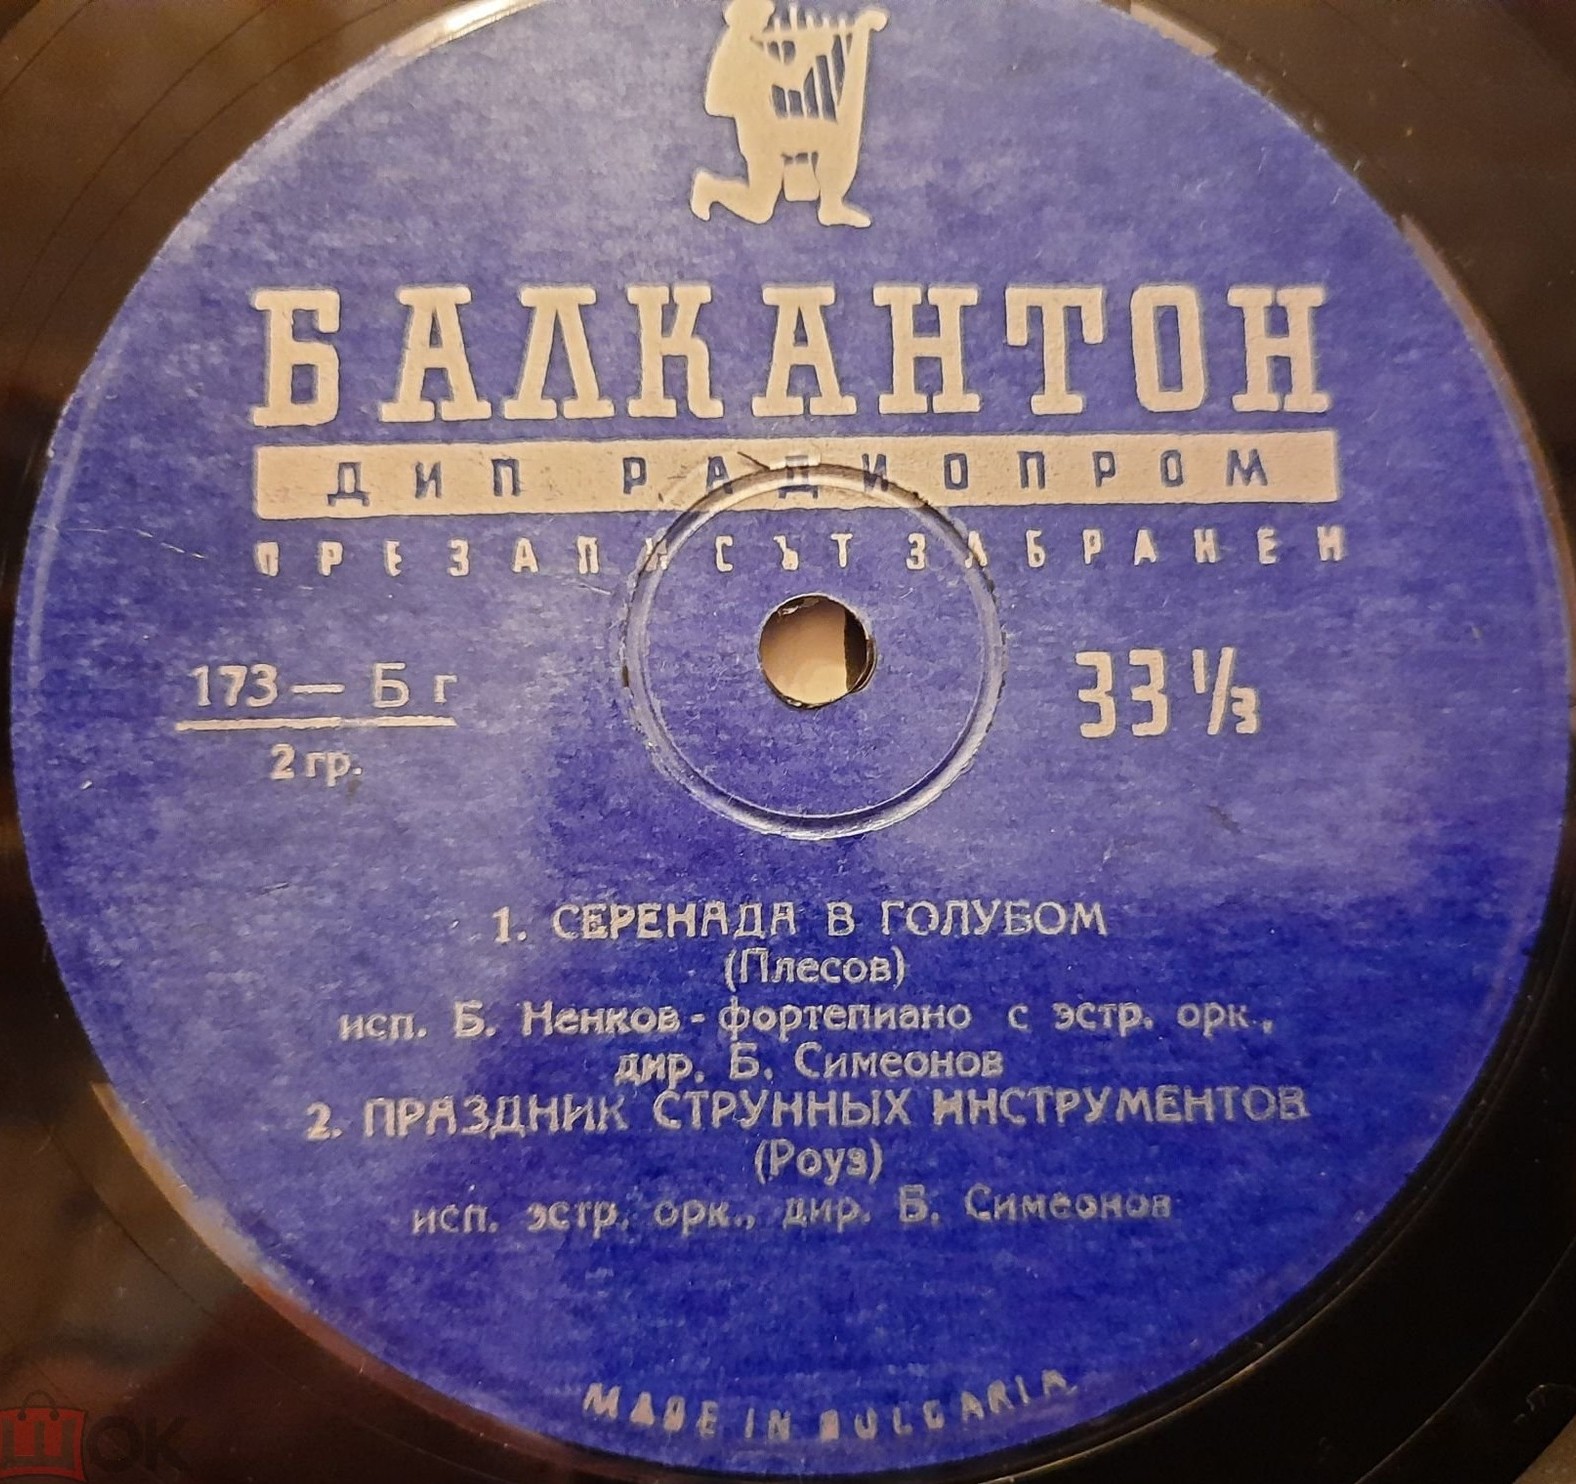 БАЛКАНТОН
ДИП РАДИОПРОМ
ПРЕЗАПИСЪТ ЗАБРАНЕН
173 — Б г
2 гр.
33 1/3
1. СЕРЕНАДА В ГОЛУБОМ
(Плесов)
исп. Б. Ненков - фортепиано с эстр. орк.,
дир. Б. Симеонов
2. ПРАЗДНИК СТРУННЫХ ИНСТРУМЕНТОВ
(Роуз)
исп. эстр. орк., дир. Б. Симеонов
MADE IN BULGARIA
ШОК